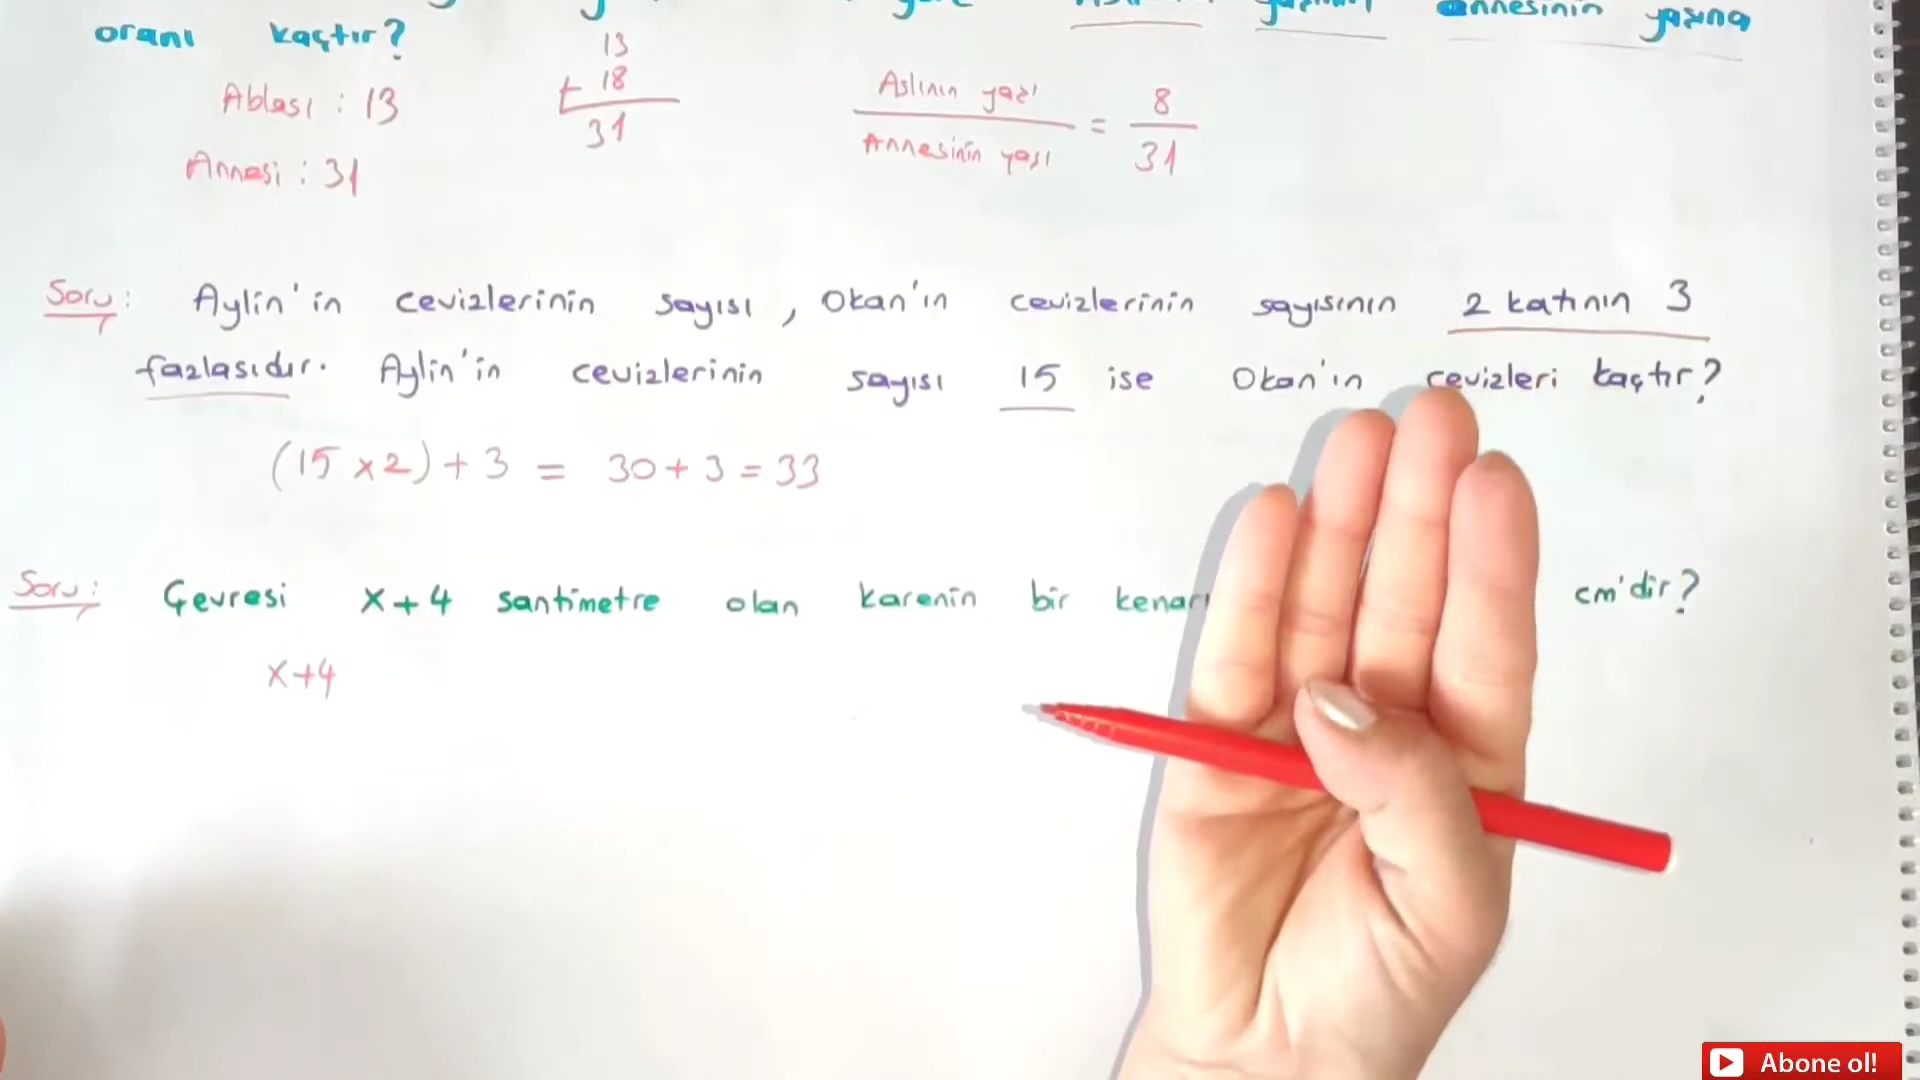 annesinin yaşına
oranı kaçtır?
Ablası : 13
Annesi : 31
13
+ 18
31
Aslının yaşı
Annesinin yaşı
=
8
31
Soru: Aylin'in cevizlerinin sayısı, Okan'ın cevizlerinin sayısının 2 katının 3
fazlasıdır. Aylin'in cevizlerinin sayısı 15 ise Okan'ın cevizleri kaçtır?
(15 x 2) + 3 = 30 + 3 = 33
Soru: Çevresi x+4 santimetre olan karenin bir cm'dir?
x+4
Abone ol!